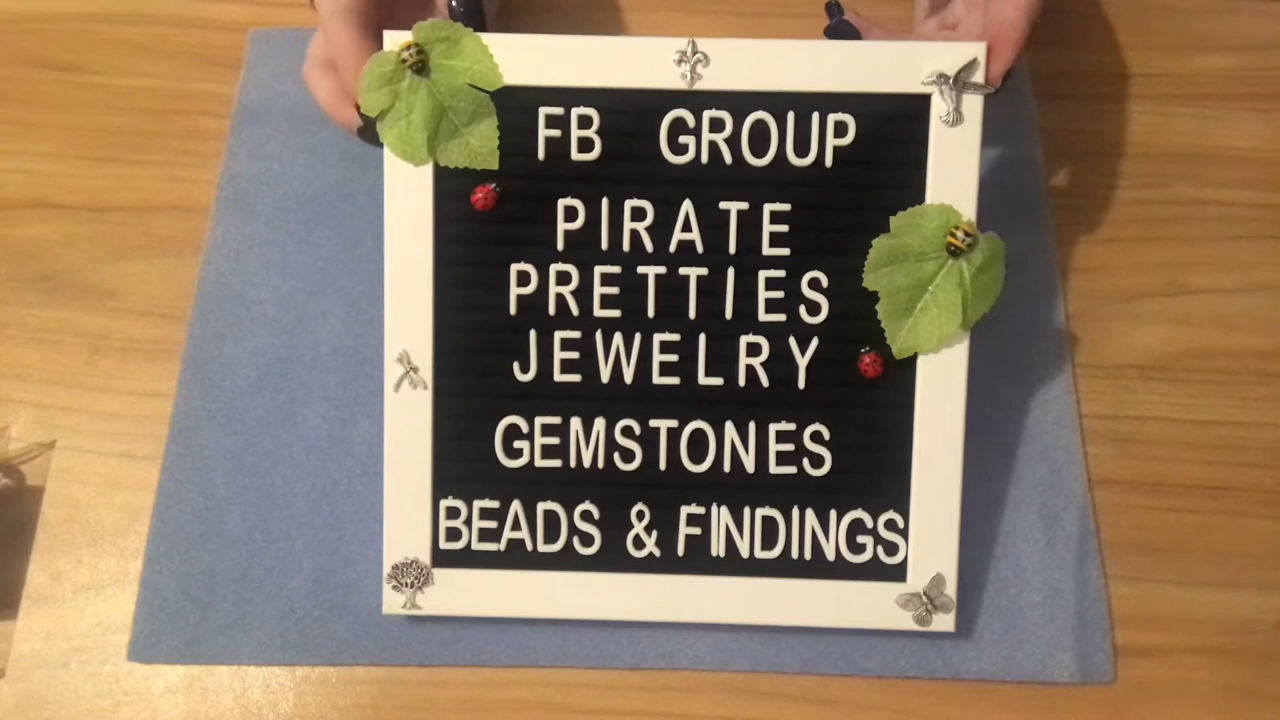 FB GROUP
PIRATE
PRETTIES
JEWELRY
GEMSTONES
BEADS & FINDINGS